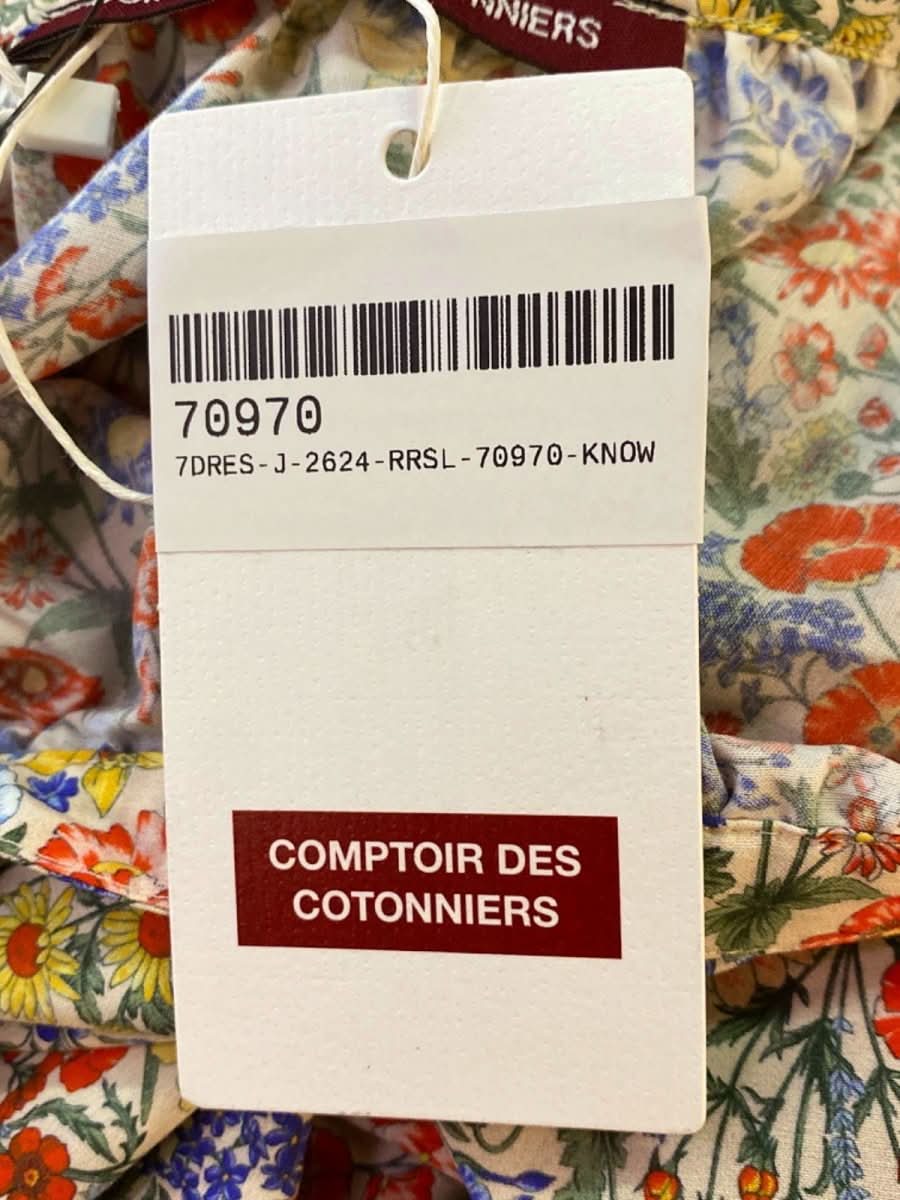 NNIERS
70970
7DRES-J-2624-RRSL-70970-KNOW
COMPTOIR DES
COTONNIERS